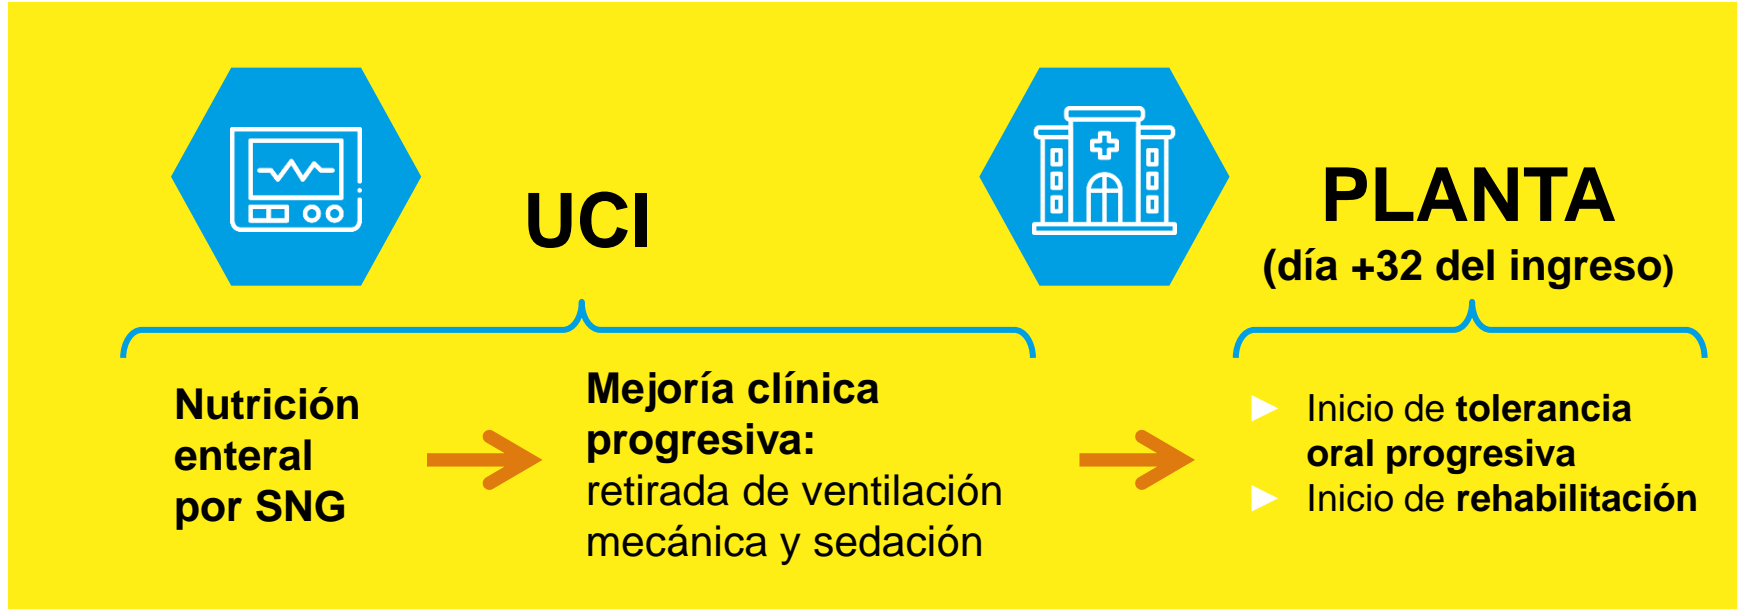 UCI
PLANTA
(día +32 del ingreso)
Nutrición
enteral
por SNG
Mejoría clínica
progresiva:
retirada de ventilación
mecánica y sedación
► Inicio de tolerancia
oral progresiva
► Inicio de rehabilitación